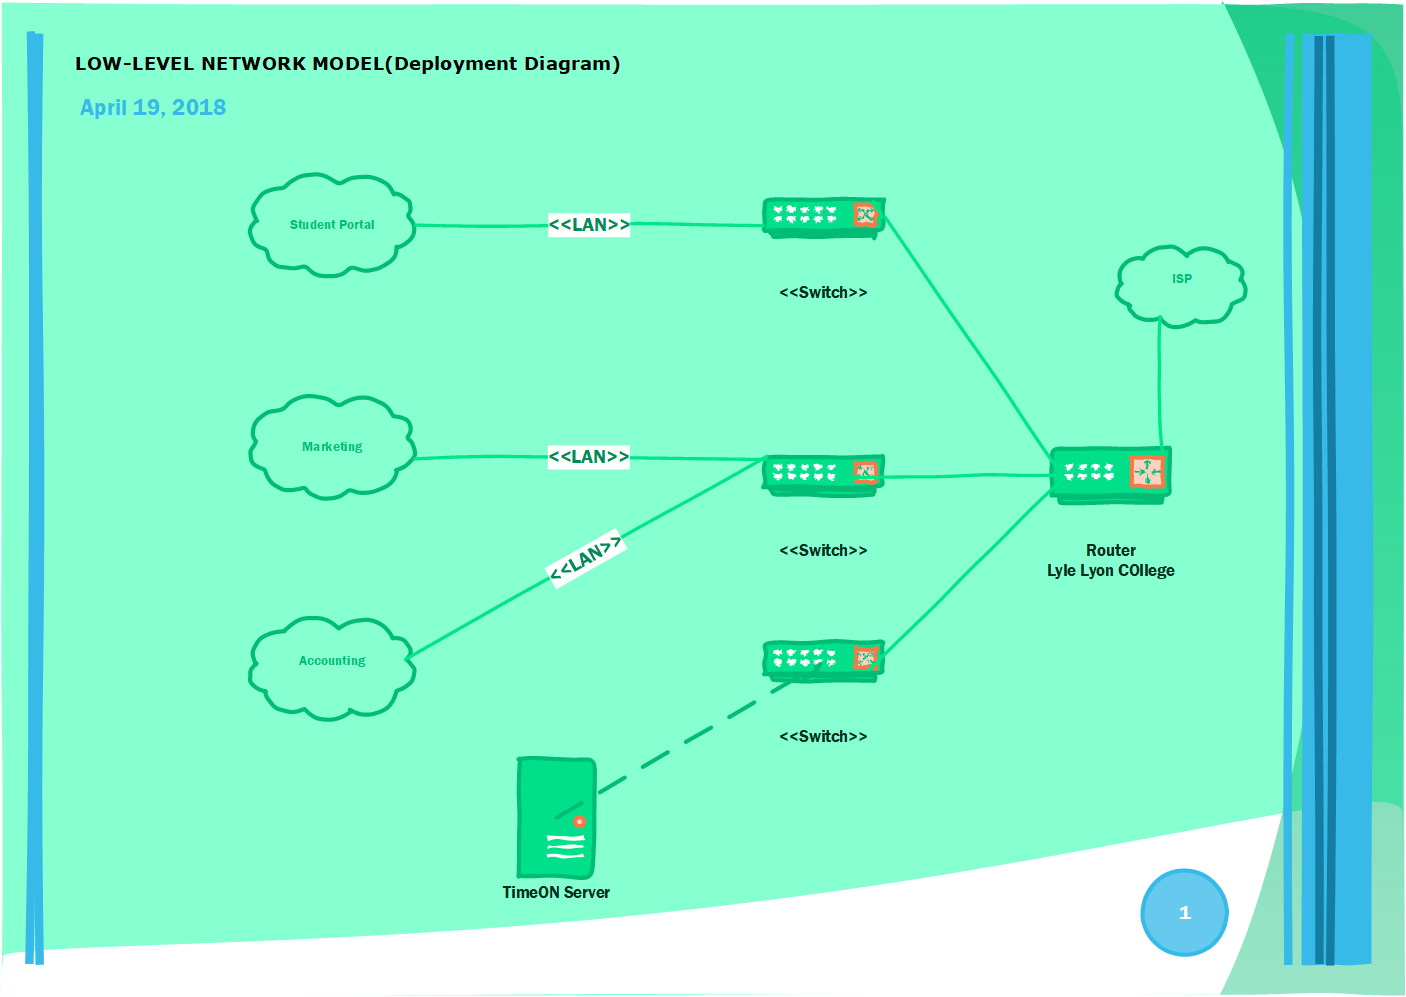 LOW-LEVEL NETWORK MODEL(Deployment Diagram)
April 19, 2018
Student Portal
<<LAN>>
<<Switch>>
ISP
Marketing
<<LAN>>
<<LAN>>
<<Switch>>
Router
Lyle Lyon COllege
Accounting
<<Switch>>
TimeON Server
1